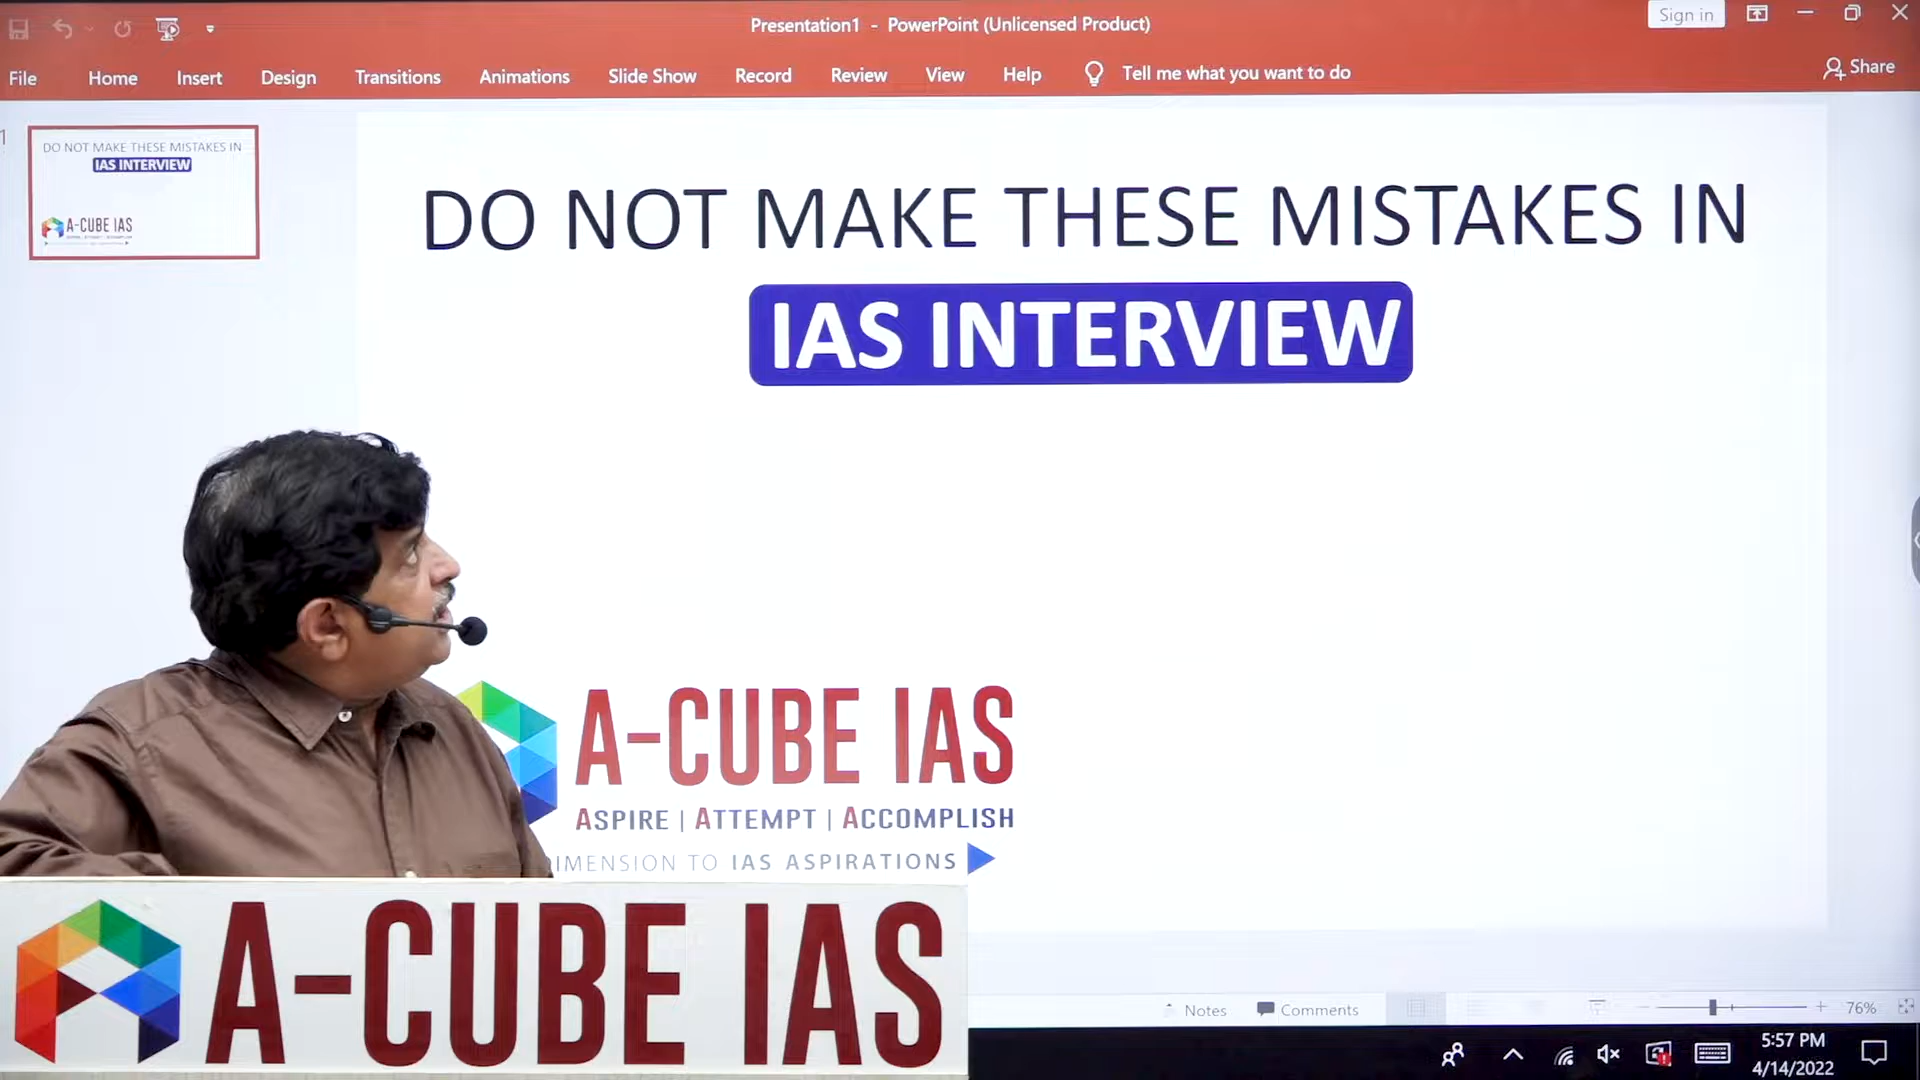 Presentation1 - PowerPoint (Unlicensed Product)
Sign in
File Home Insert Design Transitions Animations Slide Show Record Review View Help Tell me what you want to do
Share
1
DO NOT MAKE THESE MISTAKES IN
IAS INTERVIEW
A-CUBE IAS
DO NOT MAKE THESE MISTAKES IN
IAS INTERVIEW
A-CUBE IAS
ASPIRE | ATTEMPT | ACCOMPLISH
DIMENSION TO IAS ASPIRATIONS
A-CUBE IAS
Notes Comments 76%
5:57 PM
4/14/2022